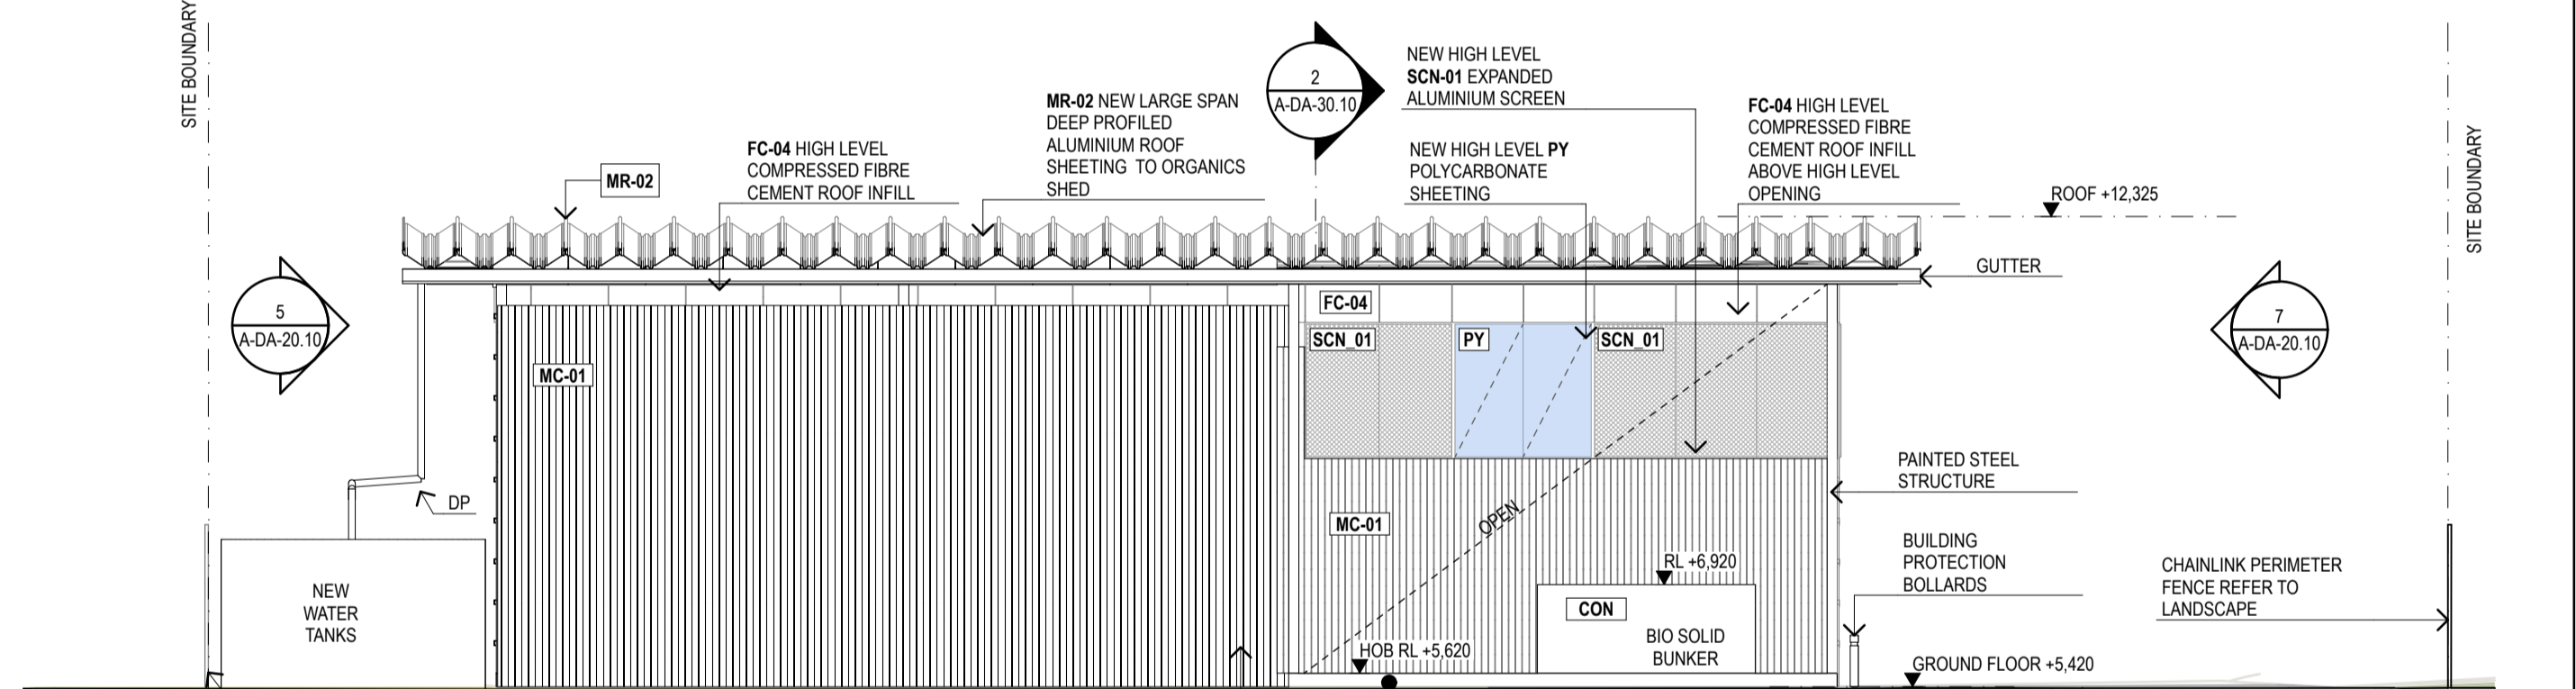 SITE BOUNDARY
2
A-DA-30.10
NEW HIGH LEVEL
SCN-01 EXPANDED
ALUMINIUM SCREEN
MR-02 NEW LARGE SPAN
DEEP PROFILED
ALUMINIUM ROOF
SHEETING TO ORGANICS
SHED
FC-04 HIGH LEVEL
COMPRESSED FIBRE
CEMENT ROOF INFILL
ABOVE HIGH LEVEL
OPENING
SITE BOUNDARY
FC-04 HIGH LEVEL
COMPRESSED FIBRE
CEMENT ROOF INFILL
NEW HIGH LEVEL PY
POLYCARBONATE
SHEETING
MR-02
ROOF +12,325
GUTTER
5
A-DA-20.10
FC-04
7
A-DA-20.10
SCN_01
PY
SCN_01
MC-01
PAINTED STEEL
STRUCTURE
DP
OPEN
MC-01
BUILDING
PROTECTION
BOLLARDS
RL +6,920
CHAINLINK PERIMETER
FENCE REFER TO
LANDSCAPE
NEW
WATER
TANKS
CON
BIO SOLID
BUNKER
HOB RL +5,620
GROUND FLOOR +5,420